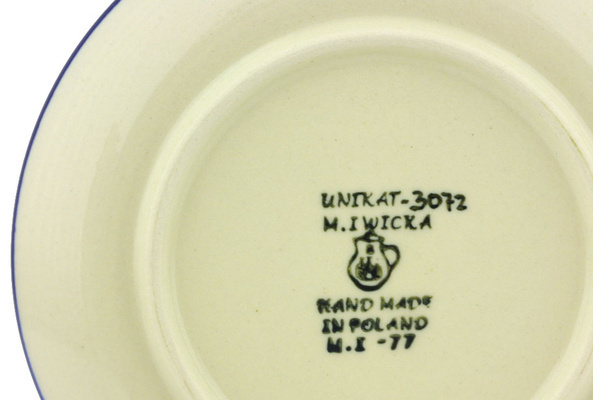 UNIKAT-3072
M.IWICKA
HAND MADE
IN POLAND
M.I -77